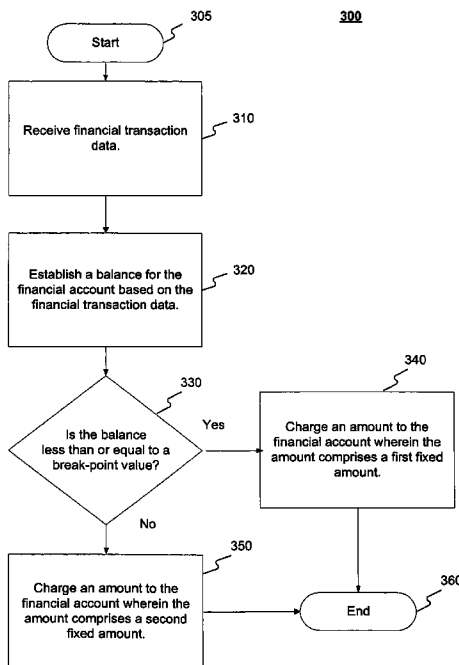 305
300
Start
310
Receive financial transaction
data.
320
Establish a balance for the
financial account based on the
financial transaction data.
330
340
Is the balance
less than or equal to a
break-point value?
Yes
Charge an amount to the
financial account wherein the
amount comprises a first fixed
amount.
No
350
Charge an amount to the
financial account wherein the
amount comprises a second
fixed amount.
End
360